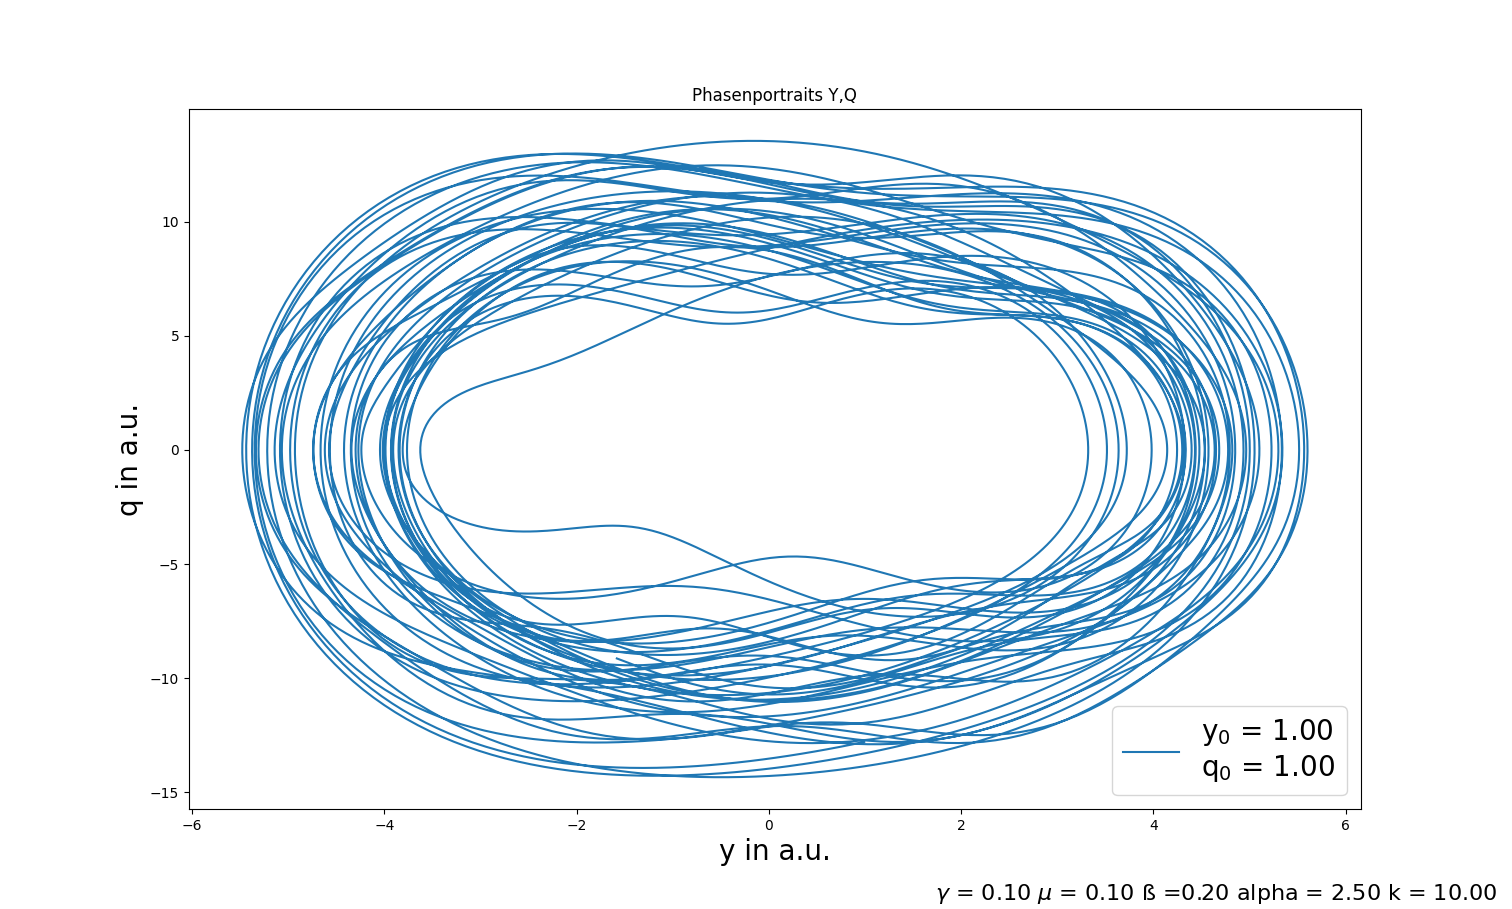 Phasenportraits Y,Q
q in a.u.
10
5
0
−5
−10
−15
−6 −4 −2 0 2 4 6
y in a.u.
y₀ = 1.00
q₀ = 1.00
γ = 0.10 μ = 0.10 ß =0.20 alpha = 2.50 k = 10.00